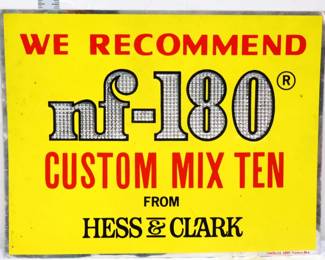 WE RECOMMEND
nf-180®
CUSTOM MIX TEN
FROM
HESS & CLARK